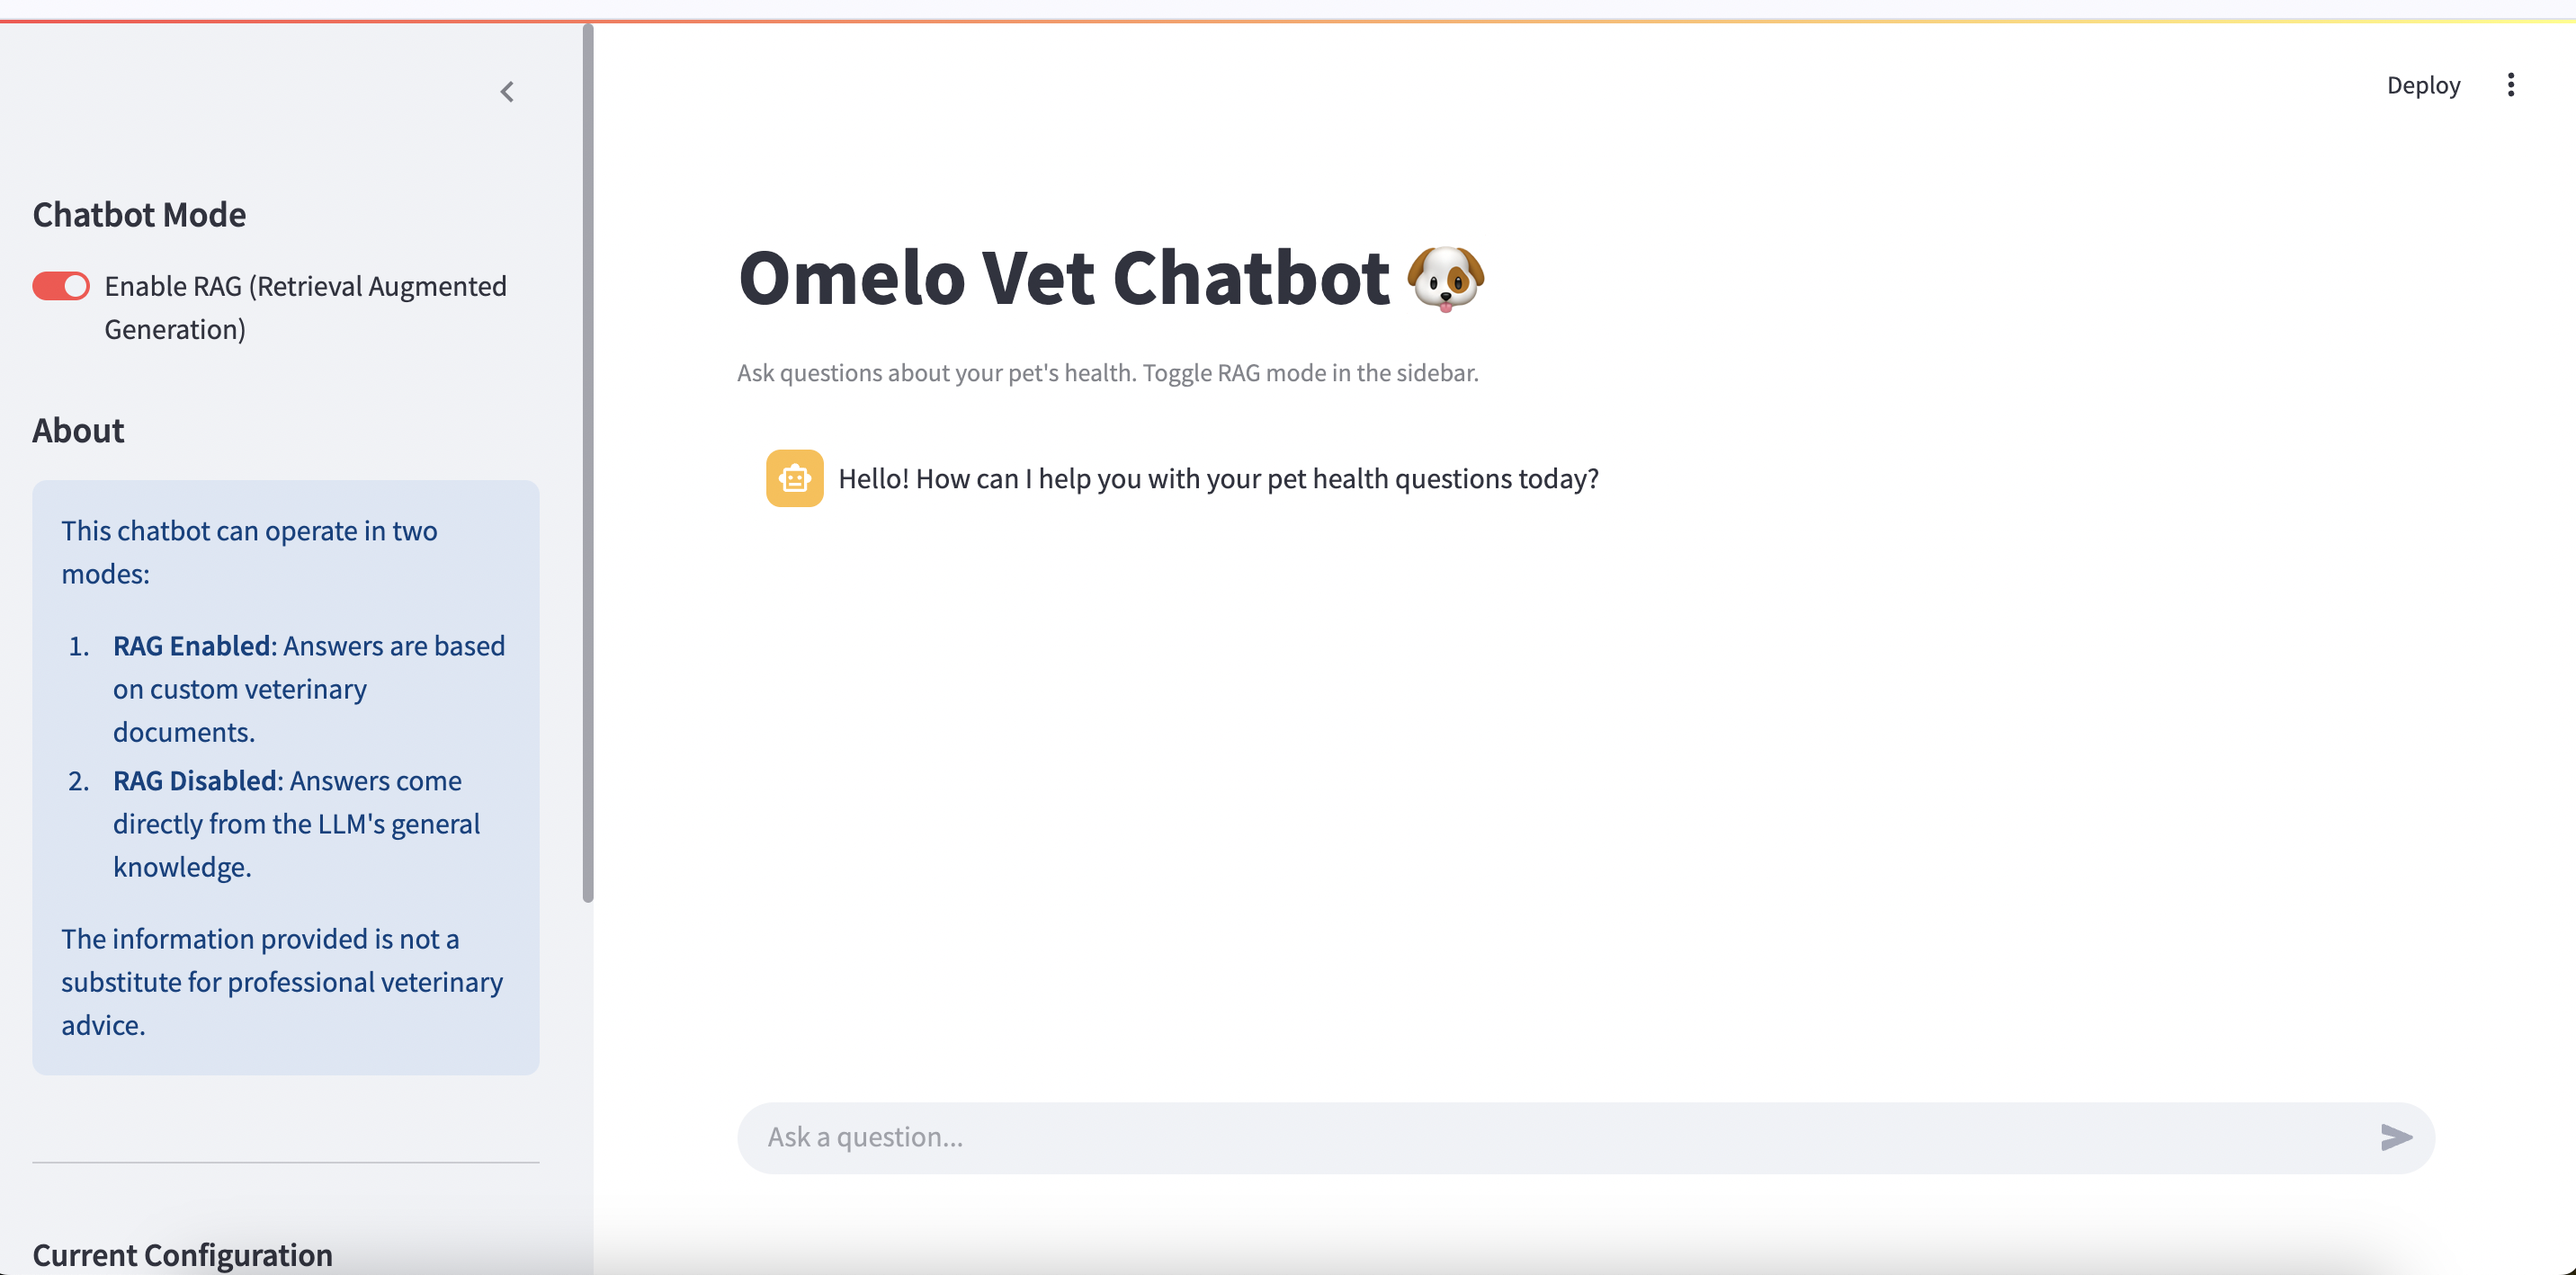 Chatbot Mode
Enable RAG (Retrieval Augmented
Generation)
About
This chatbot can operate in two
modes:
1. RAG Enabled: Answers are based
on custom veterinary
documents.
2. RAG Disabled: Answers come
directly from the LLM's general
knowledge.
The information provided is not a
substitute for professional veterinary
advice.
Current Configuration
Deploy
Omelo Vet Chatbot
Ask questions about your pet's health. Toggle RAG mode in the sidebar.
Hello! How can I help you with your pet health questions today?
Ask a question...